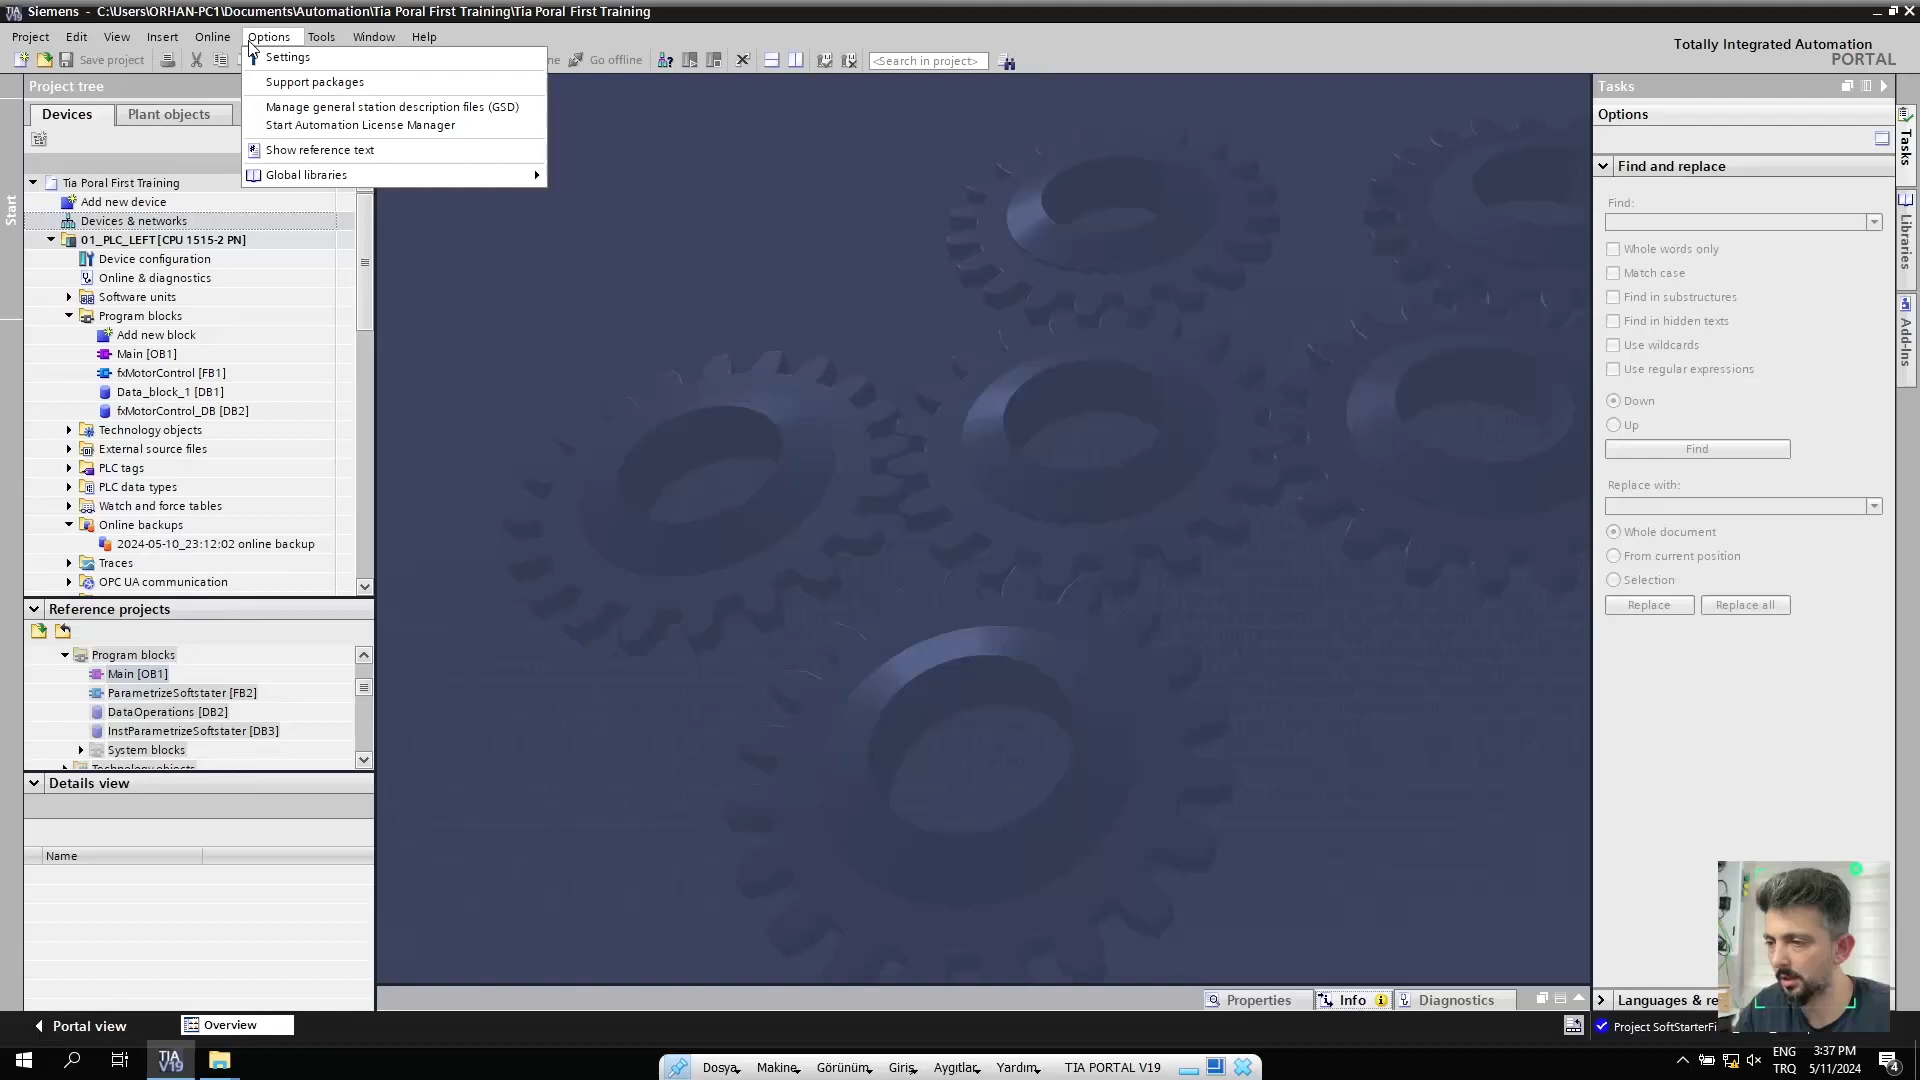 Siemens - C:\Users\ORHAN-PC1\Documents\Automation\Tia Poral First Training\Tia Poral First Training
Project Edit View Insert Online Options Tools Window Help
Save project
Go offline
<Search in project>
Totally Integrated Automation
PORTAL
Settings
Support packages
Manage general station description files (GSD)
Start Automation License Manager
Show reference text
Global libraries
Start
Project tree
Devices
Plant objects
Tia Poral First Training
Add new device
Devices & networks
01_PLC_LEFT [CPU 1515-2 PN]
Device configuration
Online & diagnostics
Software units
Program blocks
Add new block
Main [OB1]
fxMotorControl [FB1]
Data_block_1 [DB1]
fxMotorControl_DB [DB2]
Technology objects
External source files
PLC tags
PLC data types
Watch and force tables
Online backups
2024-05-10_23:12:02 online backup
Traces
OPC UA communication
Reference projects
Program blocks
Main [OB1]
ParametrizeSoftstater [FB2]
DataOperations [DB2]
InstParametrizeSoftstater [DB3]
System blocks
Technology objects
Details view
Name
Tasks
Options
Find and replace
Find:
Whole words only
Match case
Find in substructures
Find in hidden texts
Use wildcards
Use regular expressions
Down
Up
Find
Replace with:
Whole document
From current position
Selection
Replace
Replace all
Languages & re
Tasks
Libraries
Add-Ins
Properties
Info
Diagnostics
Portal view
Overview
Project SoftStarterFi
TIA
V19
Dosya Makine Görünüm Giriş Aygıtlar Yardım TIA PORTAL V19
ENG
TRQ
3:37 PM
5/11/2024
4